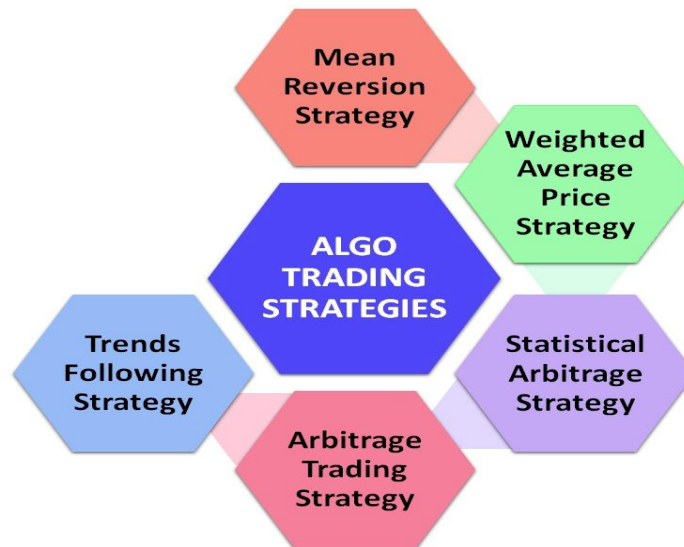 Mean
Reversion
Strategy
Weighted
Average
Price
Strategy
ALGO
TRADING
STRATEGIES
Statistical
Arbitrage
Strategy
Trends
Following
Strategy
Arbitrage
Trading
Strategy